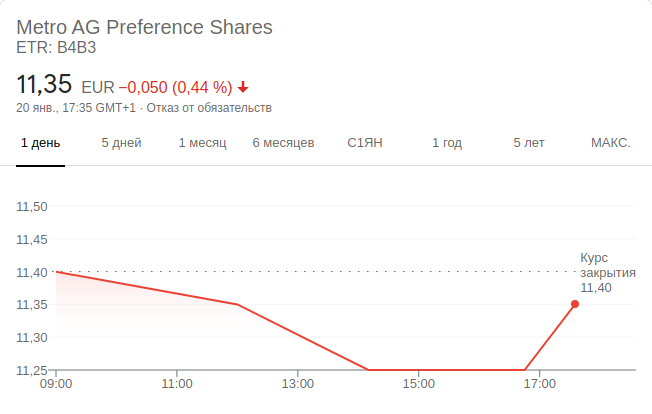 Metro AG Preference Shares
ETR: B4B3
11,35 EUR −0,050 (0,44 %)
20 янв., 17:35 GMT+1 · Отказ от обязательств
1 день 5 дней 1 месяц 6 месяцев С1ЯН 1 год 5 лет МАКС.
11,50
11,45
11,40
11,35
11,30
11,25
Курс
закрытия
11,40
09:00 11:00 13:00 15:00 17:00